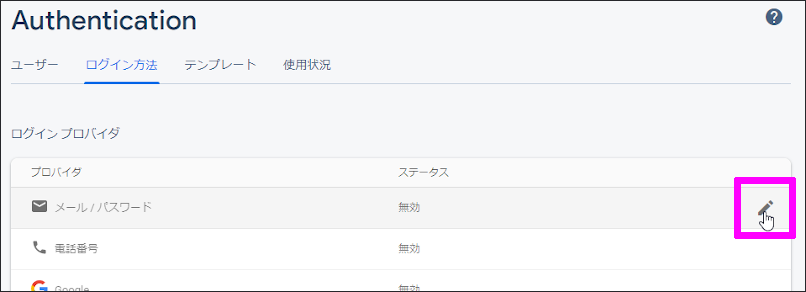 Authentication
ユーザー ログイン方法 テンプレート 使用状況
ログイン プロバイダ
プロバイダ ステータス
メール / パスワード 無効
電話番号 無効
Google 無効